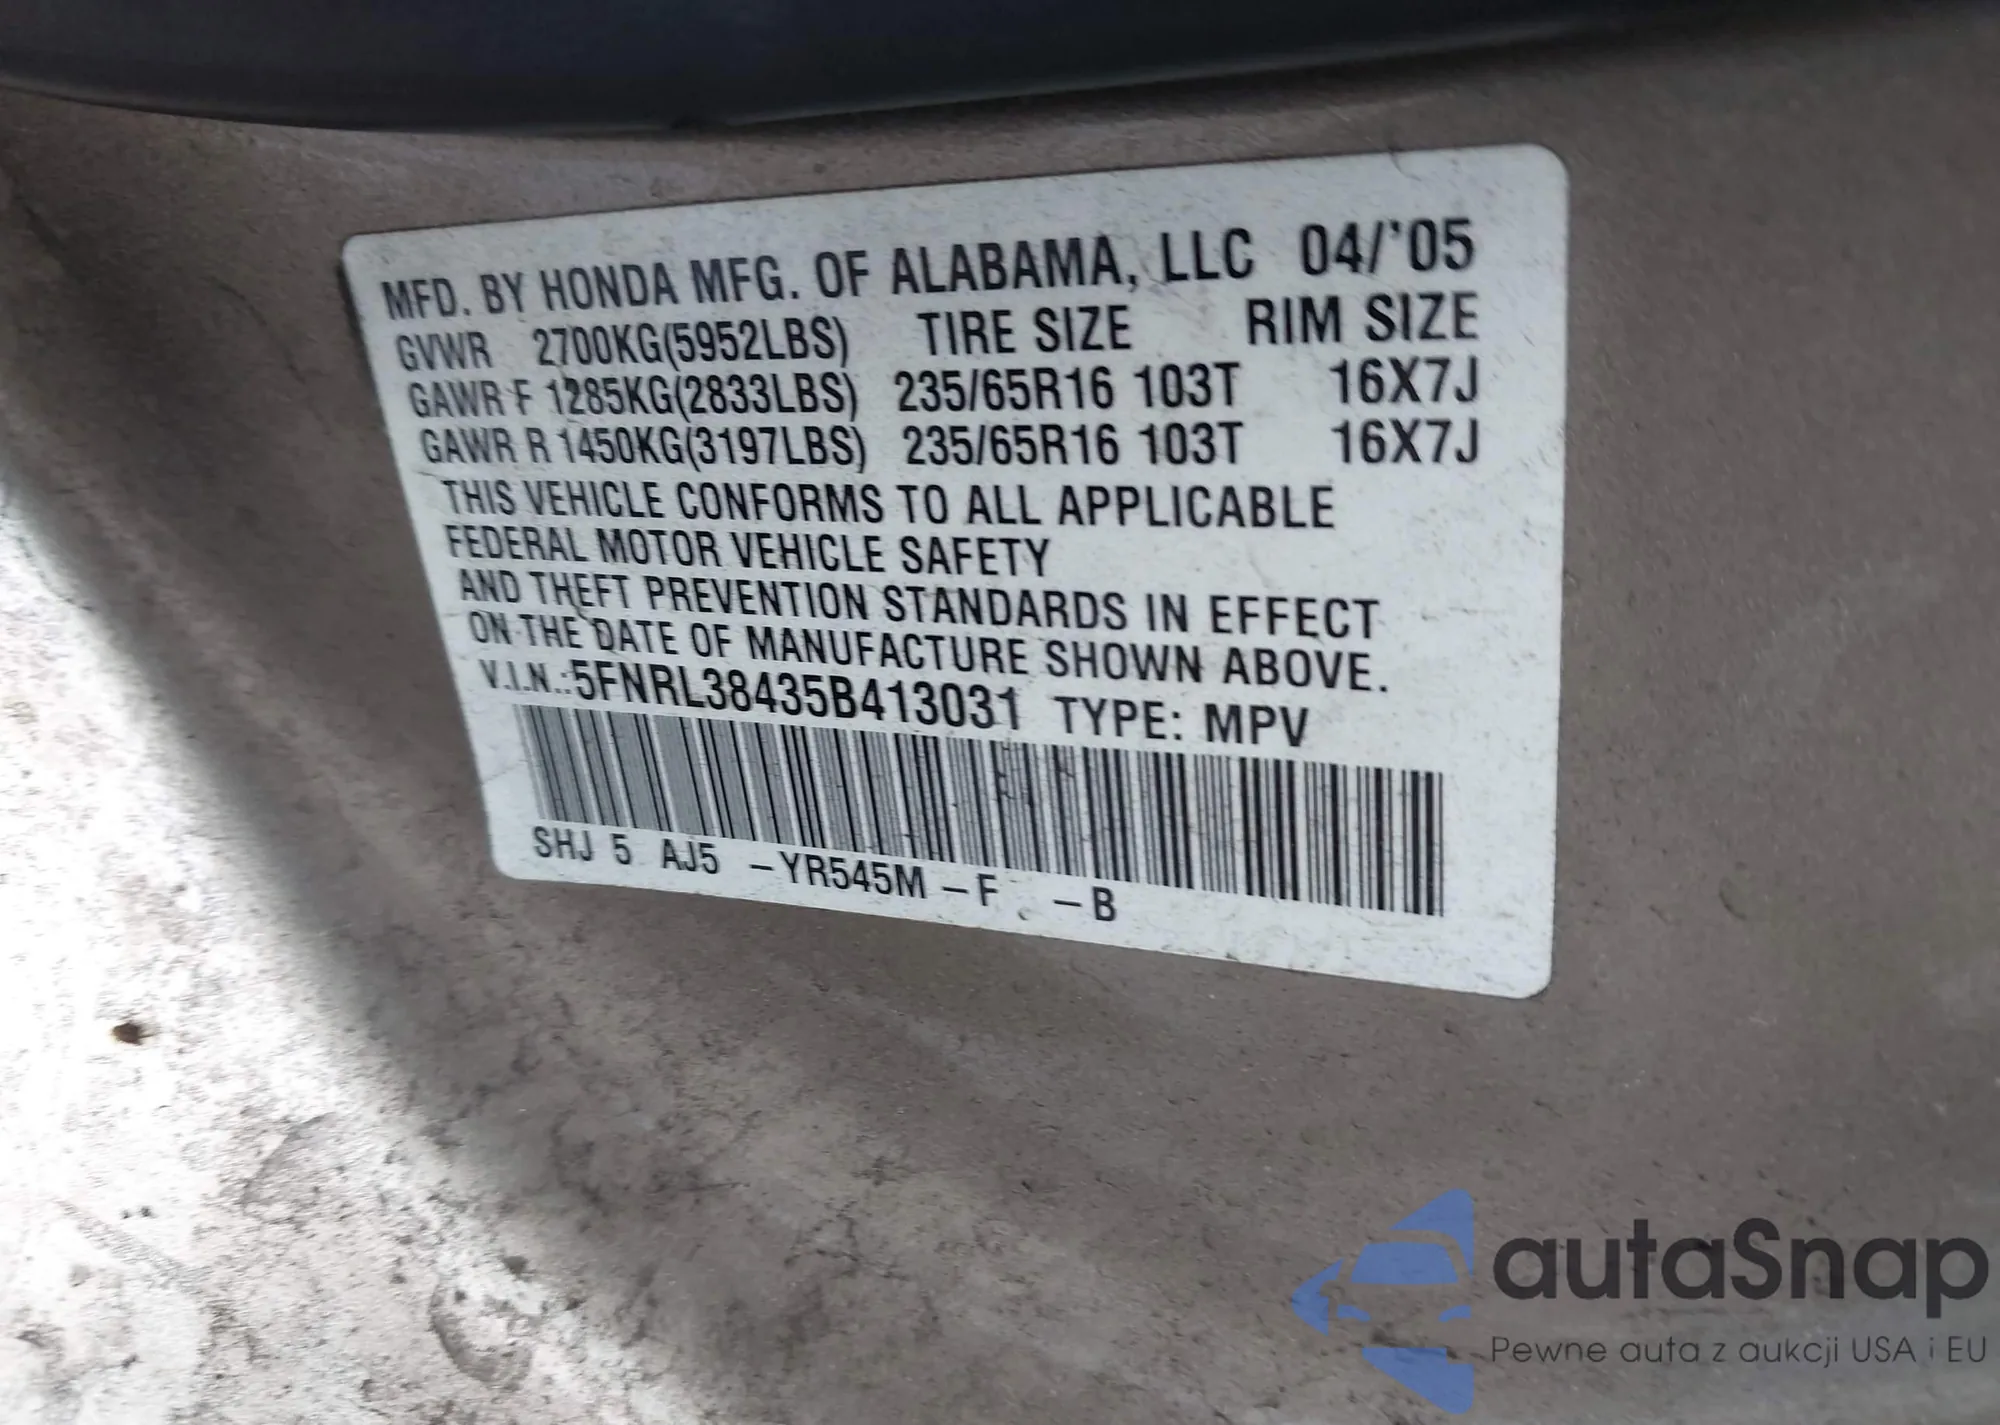 MFD. BY HONDA MFG. OF ALABAMA, LLC 04/'05
GVWR 2700KG(5952LBS) TIRE SIZE RIM SIZE
GAWR F 1285KG(2833LBS) 235/65R16 103T 16X7J
GAWR R 1450KG(3197LBS) 235/65R16 103T 16X7J
THIS VEHICLE CONFORMS TO ALL APPLICABLE
FEDERAL MOTOR VEHICLE SAFETY
AND THEFT PREVENTION STANDARDS IN EFFECT
ON THE DATE OF MANUFACTURE SHOWN ABOVE.
V.I.N.:5FNRL38435B413031 TYPE: MPV
SHJ 5 AJ5 -YR545M -F -B
autaSnap
Pewne auta z aukcji USA i EU